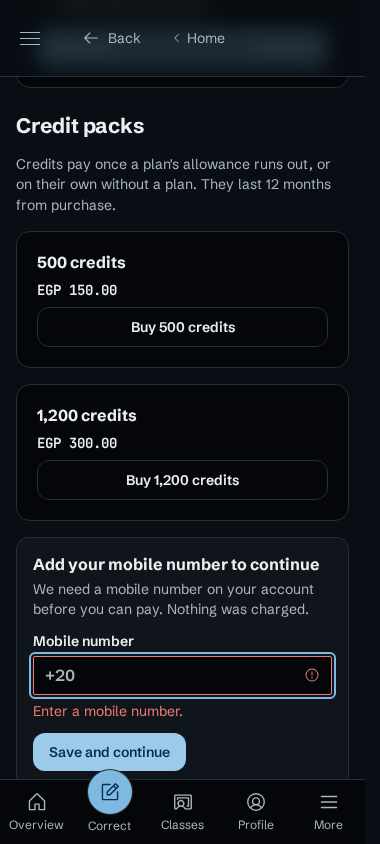 Back
Home
Credit packs
Credits pay once a plan's allowance runs out, or
on their own without a plan. They last 12 months
from purchase.
500 credits
EGP 150.00
Buy 500 credits
1,200 credits
EGP 300.00
Buy 1,200 credits
Add your mobile number to continue
We need a mobile number on your account
before you can pay. Nothing was charged.
Mobile number
+20
Enter a mobile number.
Save and continue
Overview
Correct
Classes
Profile
More